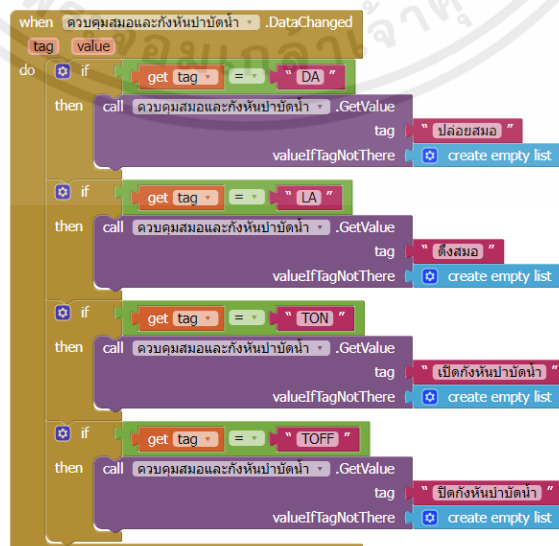 when ควบคุมสมอและกังหันบำบัดน้ำ .DataChanged
tag value
do if get tag = " DA "
then call ควบคุมสมอและกังหันบำบัดน้ำ .GetValue
tag " ปล่อยสมอ "
valueIfTagNotThere create empty list
if get tag = " LA "
then call ควบคุมสมอและกังหันบำบัดน้ำ .GetValue
tag " ดึงสมอ "
valueIfTagNotThere create empty list
if get tag = " TON "
then call ควบคุมสมอและกังหันบำบัดน้ำ .GetValue
tag " เปิดกังหันบำบัดน้ำ "
valueIfTagNotThere create empty list
if get tag = " TOFF "
then call ควบคุมสมอและกังหันบำบัดน้ำ .GetValue
tag " ปิดกังหันบำบัดน้ำ "
valueIfTagNotThere create empty list